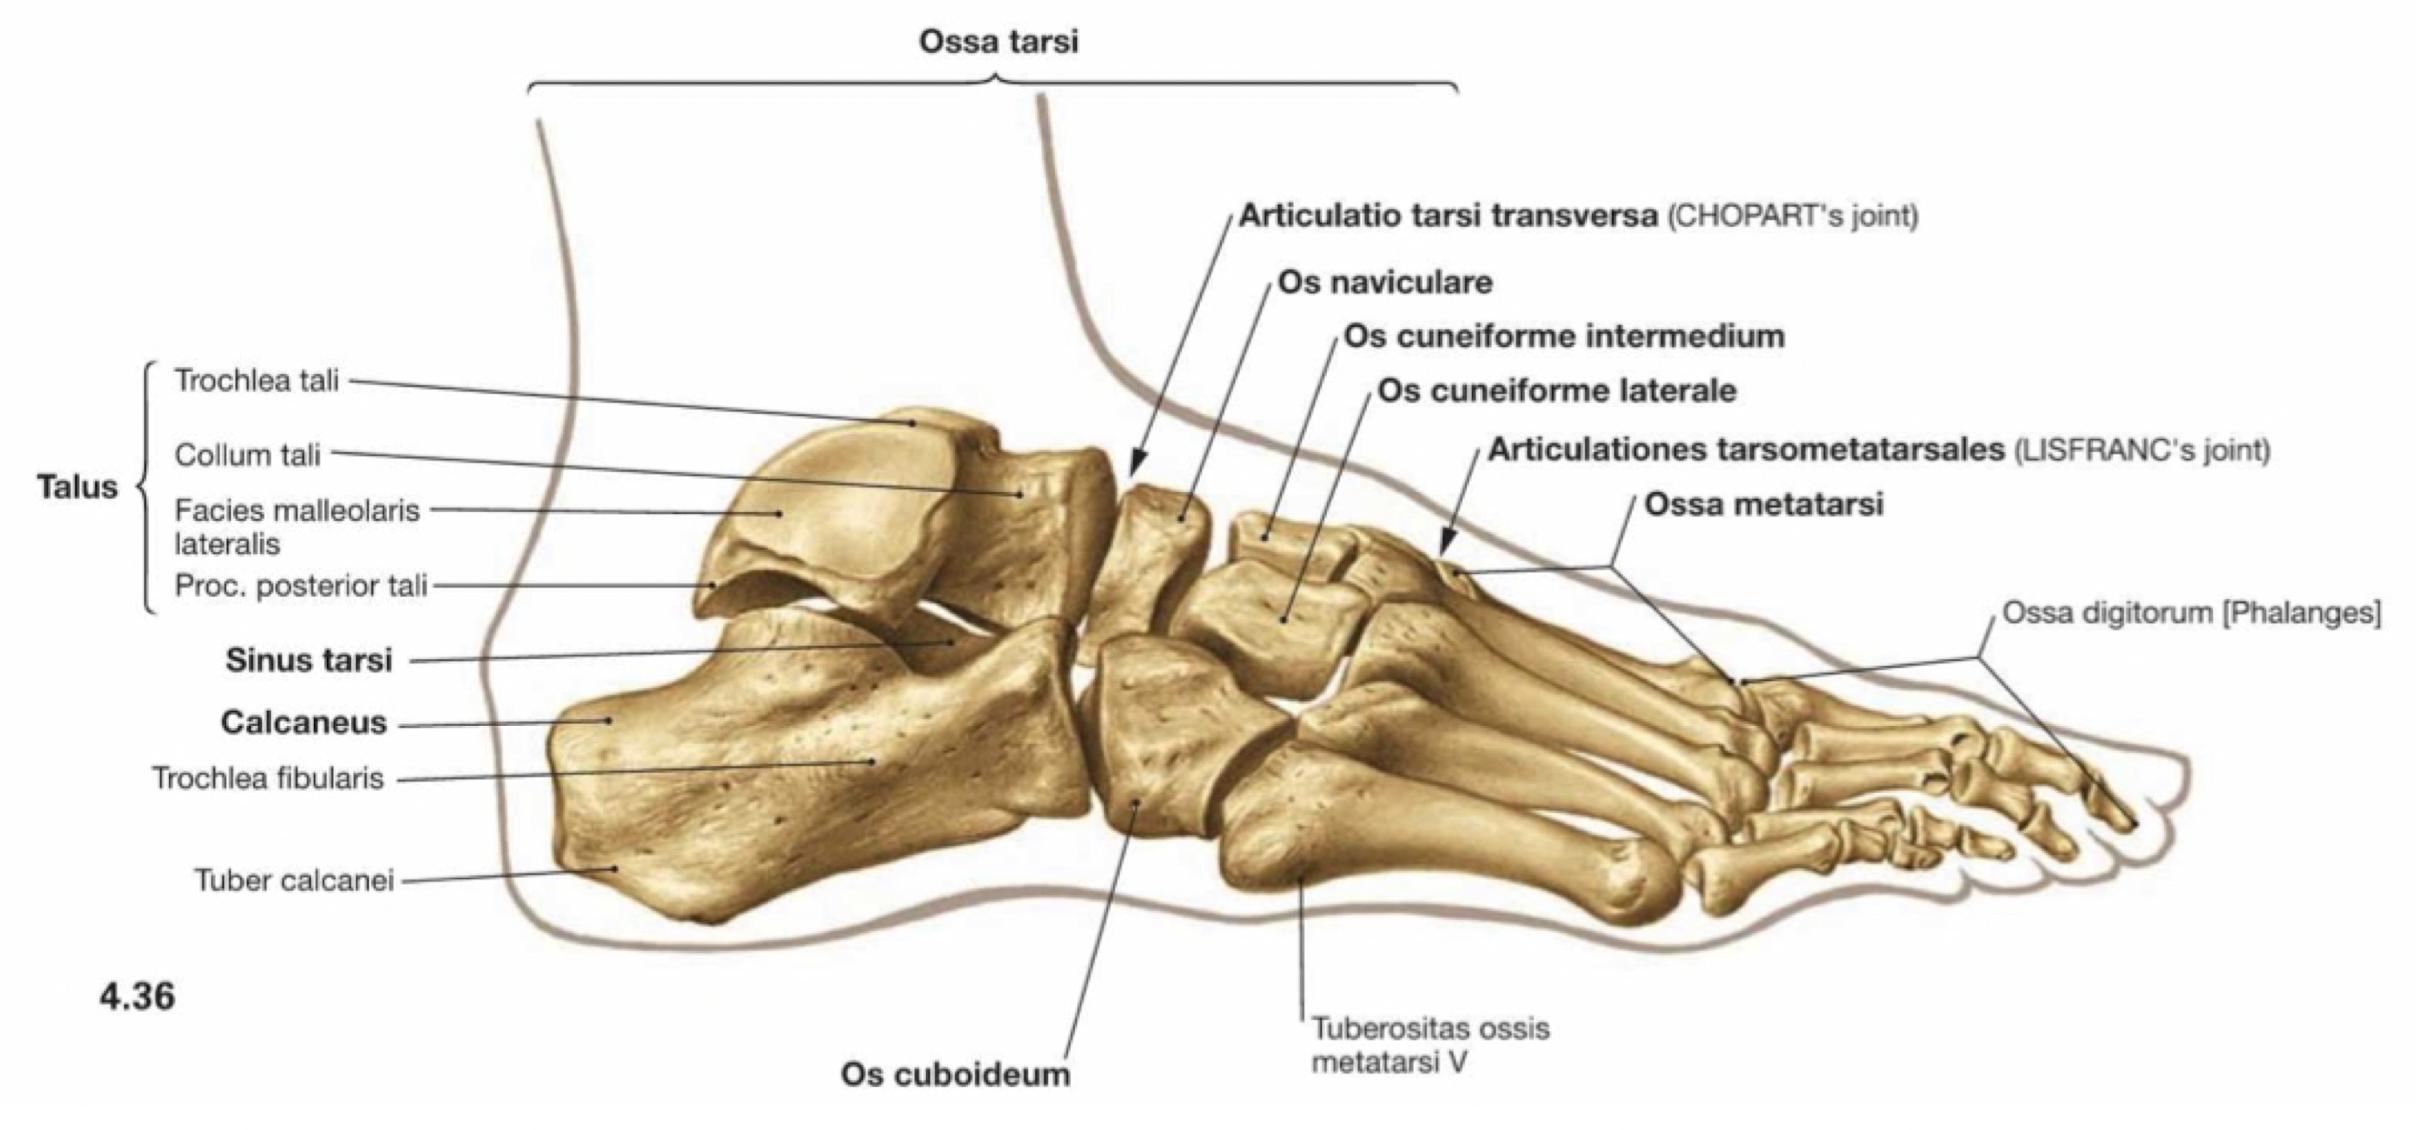 Ossa tarsi
Articulatio tarsi transversa (CHOPART's joint)
Os naviculare
Os cuneiforme intermedium
Os cuneiforme laterale
Articulationes tarsometatarsales (LISFRANC's joint)
Ossa metatarsi
Ossa digitorum [Phalanges]
Talus
Trochlea tali
Collum tali
Facies malleolaris
lateralis
Proc. posterior tali
Sinus tarsi
Calcaneus
Trochlea fibularis
Tuber calcanei
4.36
Os cuboideum
Tuberositas ossis
metatarsi V